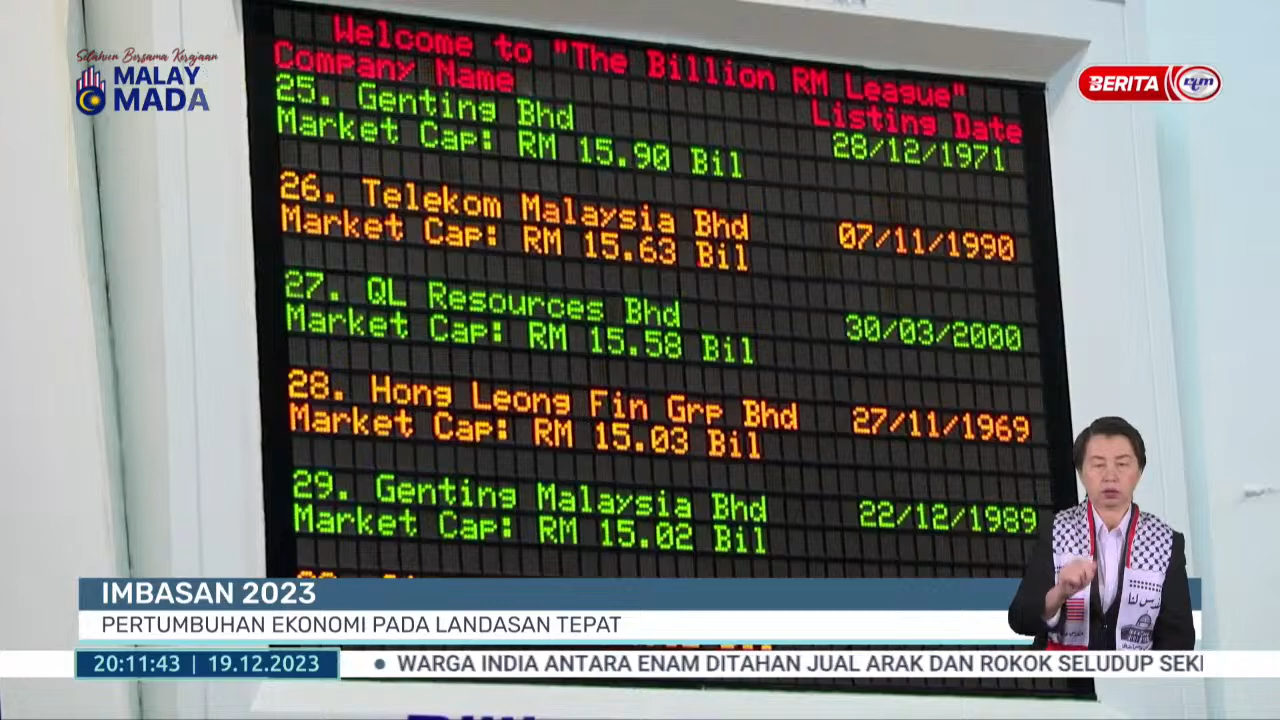 Setahun Bersama Kerajaan
MALAY
MADA
BERITA rtm
Welcome to "The Billion RM League"
Company Name Listing Date
25. Genting Bhd
Market Cap: RM 15.90 Bil 28/12/1971
26. Telekom Malaysia Bhd
Market Cap: RM 15.63 Bil 07/11/1990
27. QL Resources Bhd
Market Cap: RM 15.58 Bil 30/03/2000
28. Hong Leong Fin Grp Bhd
Market Cap: RM 15.03 Bil 27/11/1969
29. Genting Malaysia Bhd
Market Cap: RM 15.02 Bil 22/12/1989
IMBASAN 2023
PERTUMBUHAN EKONOMI PADA LANDASAN TEPAT
20:11:43 | 19.12.2023 • WARGA INDIA ANTARA ENAM DITAHAN JUAL ARAK DAN ROKOK SELUDUP